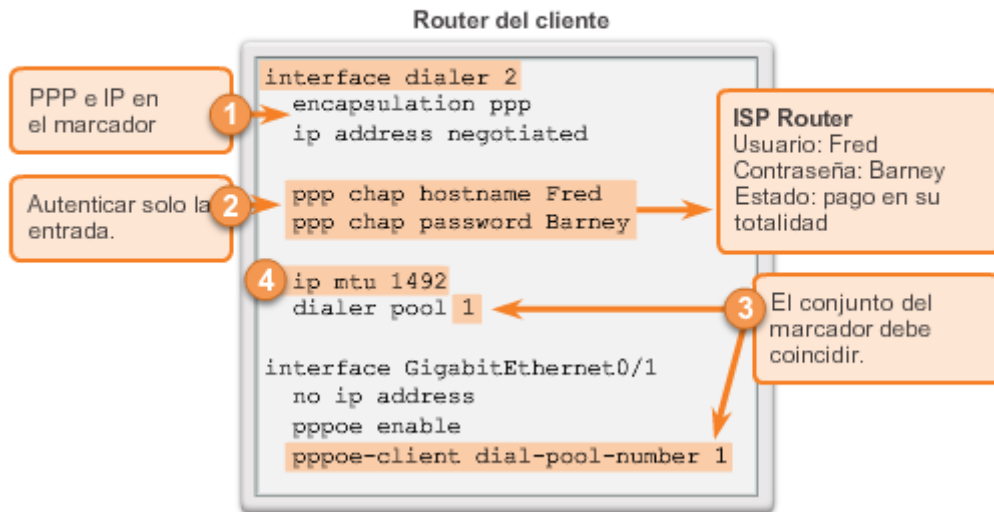 Router del cliente
PPP e IP en
el marcador
1
Autenticar solo la
entrada.
2
interface dialer 2
encapsulation ppp
ip address negotiated
ppp chap hostname Fred
ppp chap password Barney
4
ip mtu 1492
dialer pool 1
interface GigabitEthernet0/1
no ip address
pppoe enable
pppoe-client dial-pool-number 1
ISP Router
Usuario: Fred
Contraseña: Barney
Estado: pago en su
totalidad
3
El conjunto del
marcador debe
coincidir.